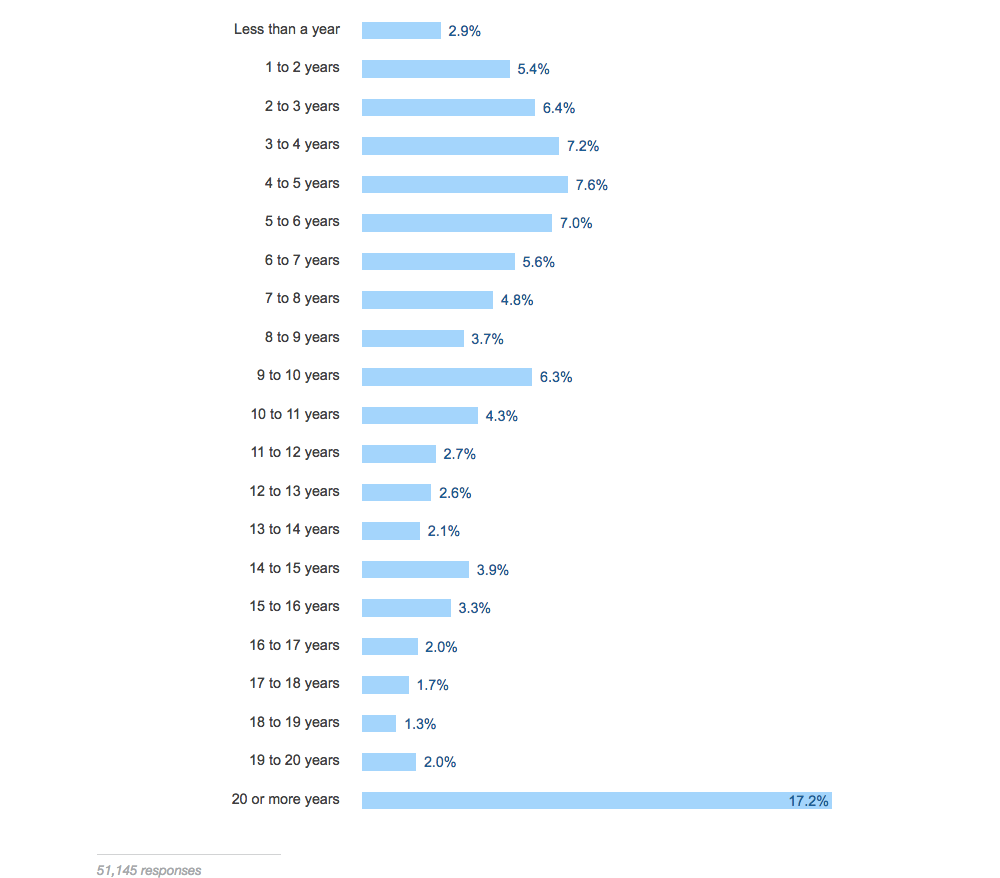 Less than a year 2.9%
1 to 2 years 5.4%
2 to 3 years 6.4%
3 to 4 years 7.2%
4 to 5 years 7.6%
5 to 6 years 7.0%
6 to 7 years 5.6%
7 to 8 years 4.8%
8 to 9 years 3.7%
9 to 10 years 6.3%
10 to 11 years 4.3%
11 to 12 years 2.7%
12 to 13 years 2.6%
13 to 14 years 2.1%
14 to 15 years 3.9%
15 to 16 years 3.3%
16 to 17 years 2.0%
17 to 18 years 1.7%
18 to 19 years 1.3%
19 to 20 years 2.0%
20 or more years 17.2%
51,145 responses